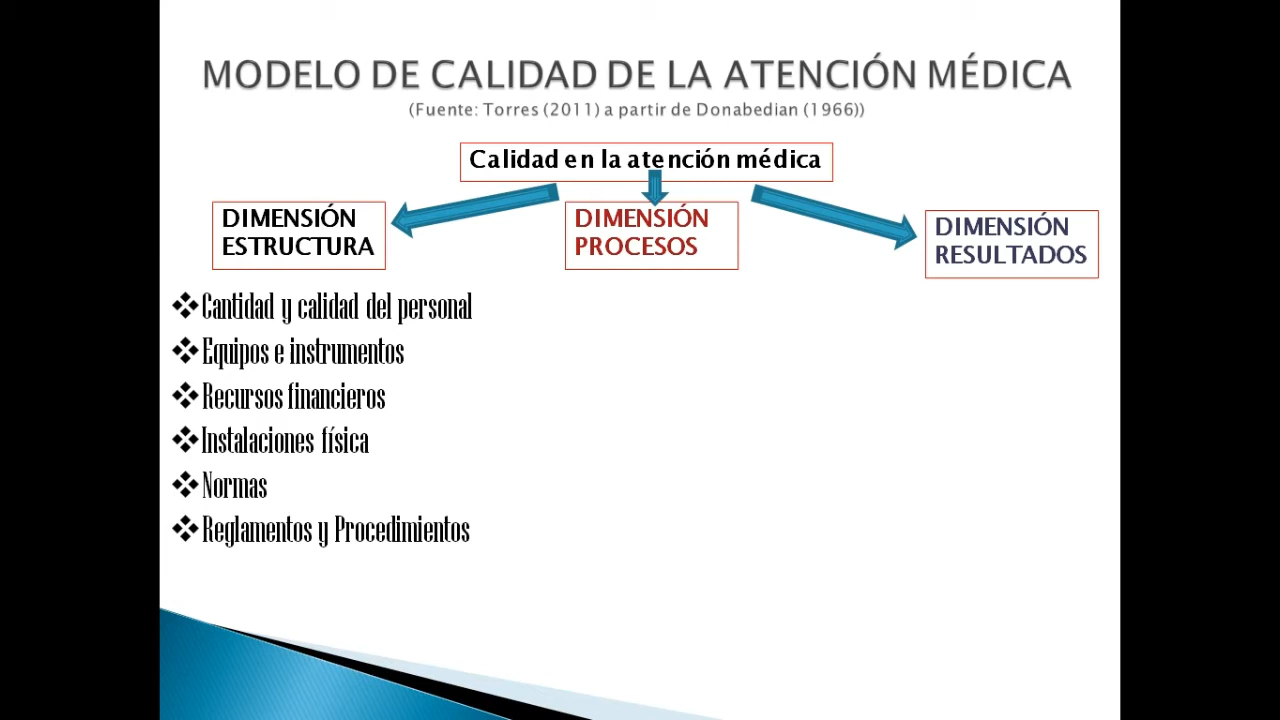 MODELO DE CALIDAD DE LA ATENCIÓN MÉDICA
(Fuente: Torres (2011) a partir de Donabedian (1966))
Calidad en la atención médica
DIMENSIÓN
ESTRUCTURA
DIMENSIÓN
PROCESOS
DIMENSIÓN
RESULTADOS
Cantidad y calidad del personal
Equipos e instrumentos
Recursos financieros
Instalaciones física
Normas
Reglamentos y Procedimientos